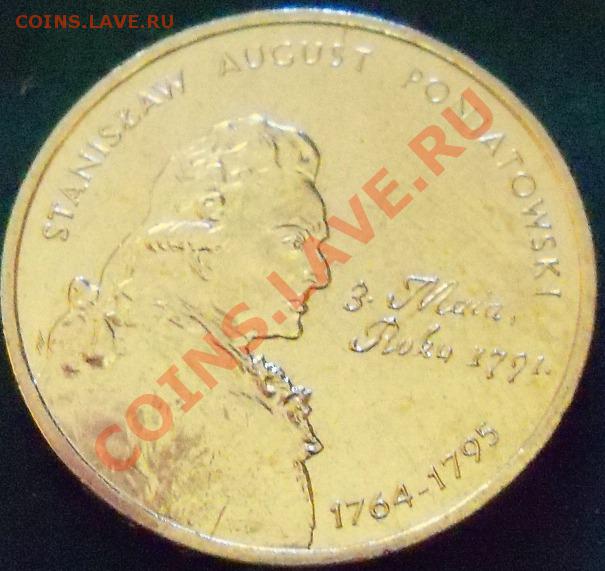 COINS.LAVE.RU
STANISŁAW AUGUST PONIATOWSKI
3. Maia,
Roku 1791.
1764-1795
COINS.LAVE.RU